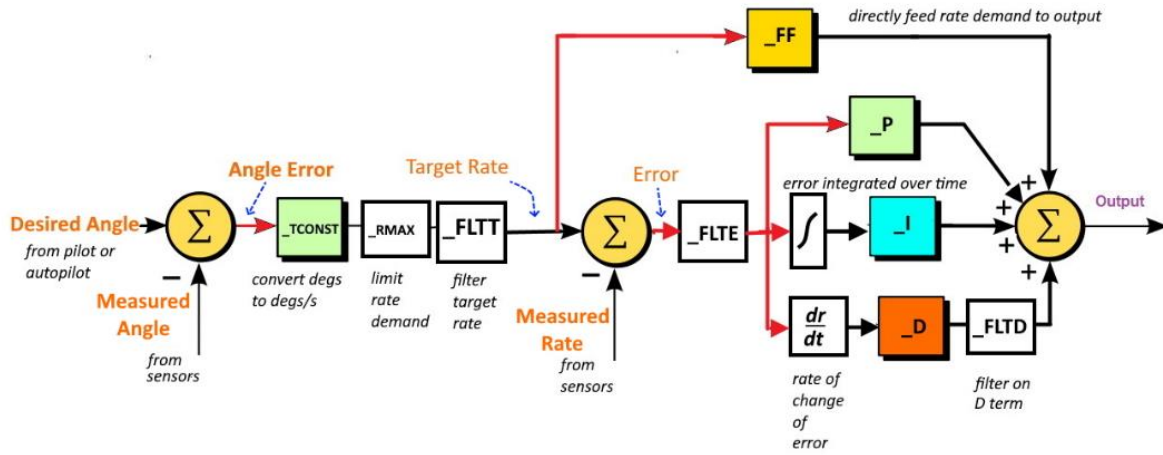 directly feed rate demand to output
_FF
_P
Angle Error
Target Rate
Error
error integrated over time
Output
Desired Angle
Σ
_TCONST
_RMAX
_FLTT
Σ
_FLTE
∫
_I
Σ
+
+
+
+
from pilot or
autopilot
−
convert degs
to degs/s
limit
rate
demand
filter
target
rate
−
Measured
Angle
from
sensors
Measured
Rate
from
sensors
dr
dt
_D
_FLTD
rate of
change
of
error
filter on
D term